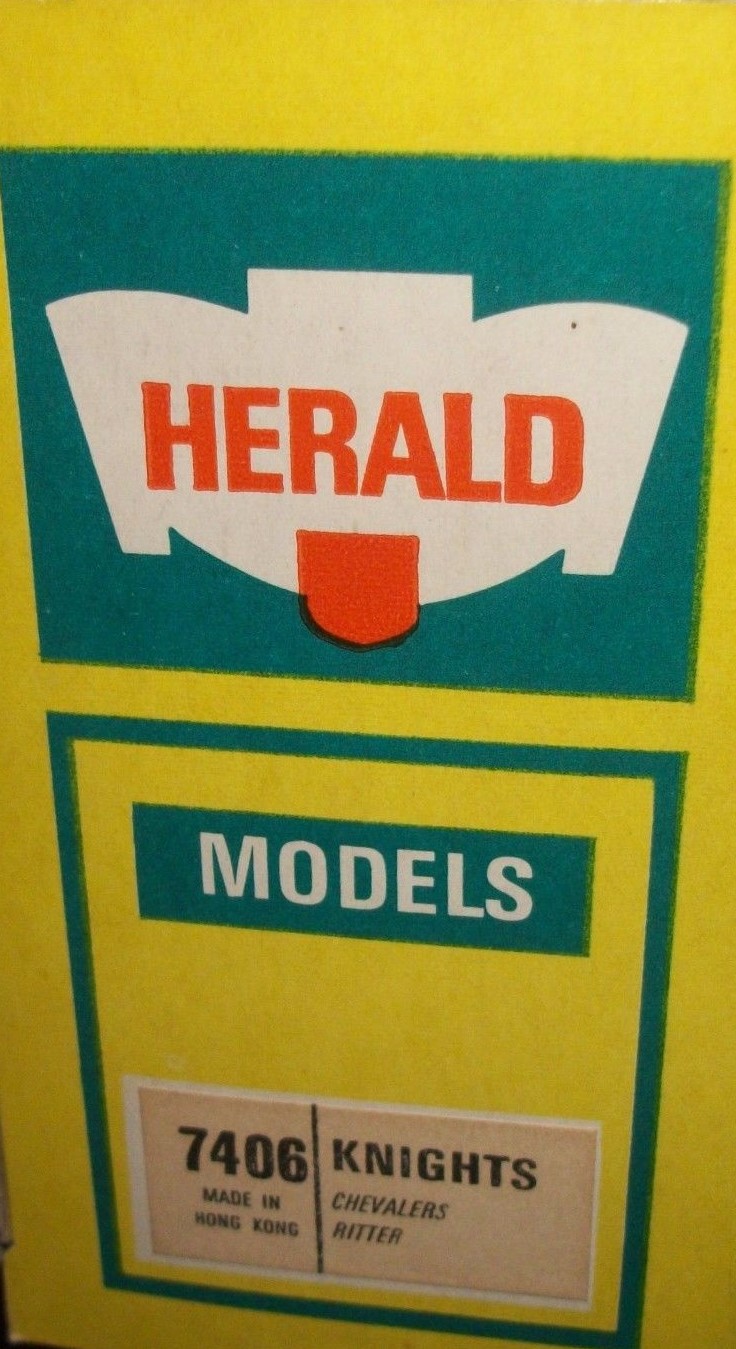 HERALD
MODELS
7406
MADE IN
HONG KONG
KNIGHTS
CHEVALERS
RITTER